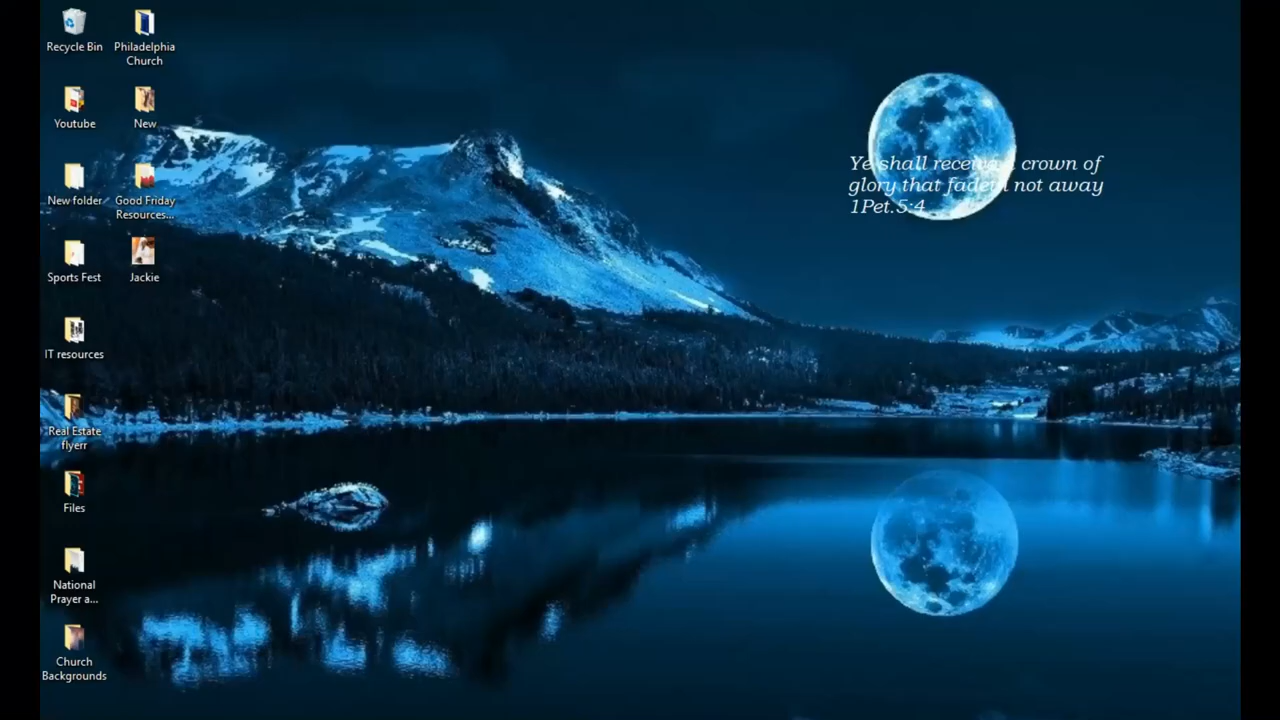 Recycle Bin
Philadelphia
Church
Youtube
New
New folder
Good Friday
Resources...
Sports Fest
Jackie
IT resources
Real Estate
flyerr
Files
National
Prayer a...
Church
Backgrounds
Ye shall receive a crown of
glory that fadeth not away
1Pet.5:4